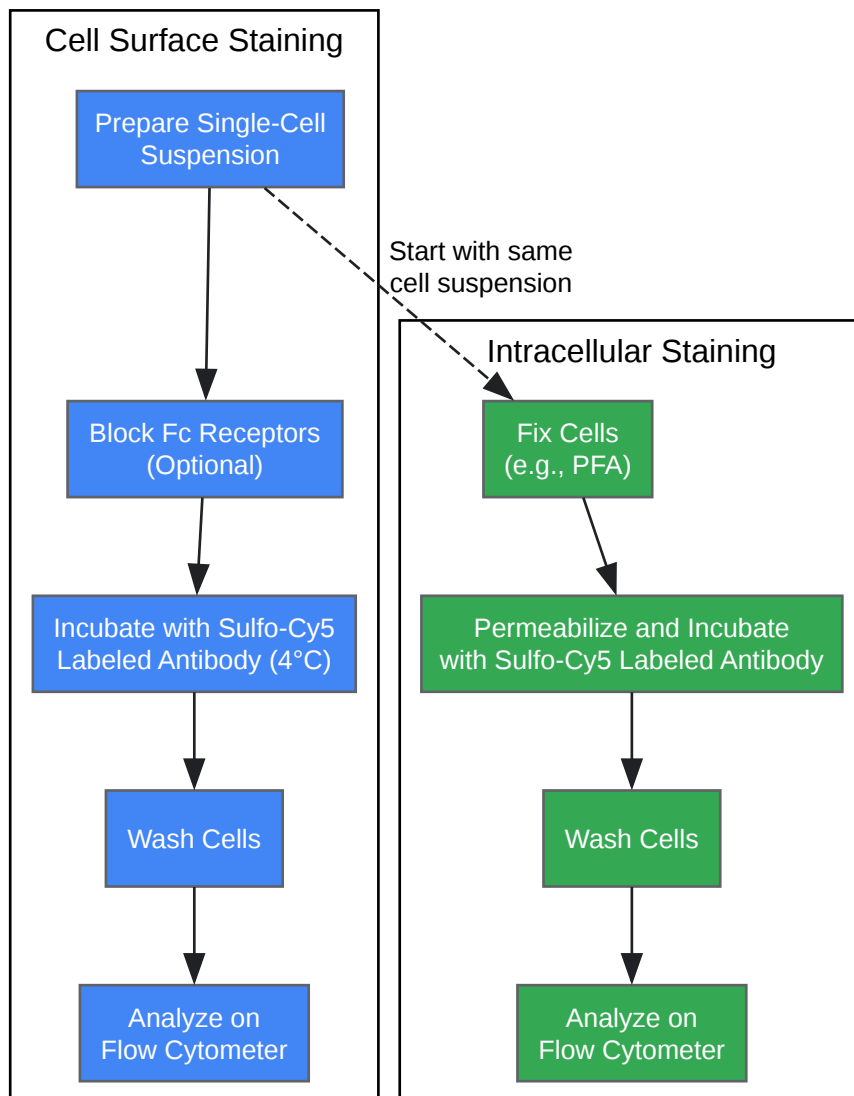 Cell Surface Staining
Prepare Single-Cell
Suspension
Start with same
cell suspension
Block Fc Receptors
(Optional)
Incubate with Sulfo-Cy5
Labeled Antibody (4°C)
Wash Cells
Analyze on
Flow Cytometer
Intracellular Staining
Fix Cells
(e.g., PFA)
Permeabilize and Incubate
with Sulfo-Cy5 Labeled Antibody
Wash Cells
Analyze on
Flow Cytometer